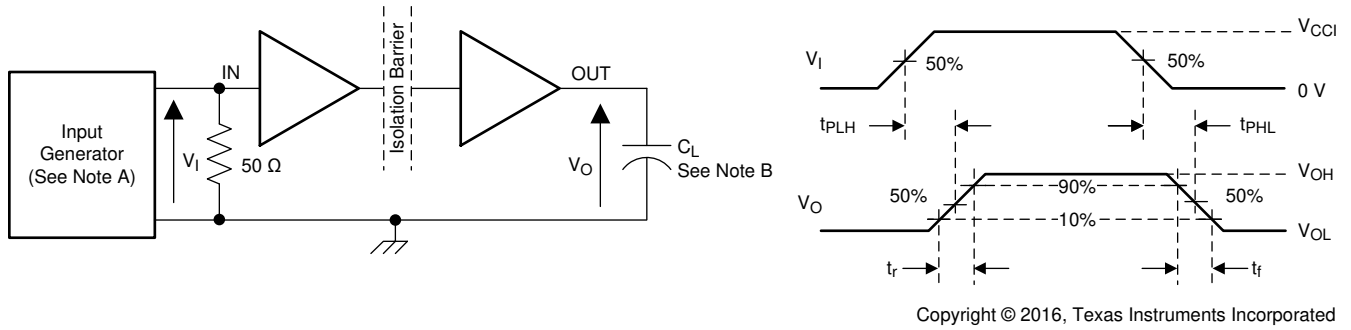 Input
Generator
(See Note A)
V_I
IN
50 Ω
Isolation Barrier
OUT
V_O
C_L
See Note B
V_I
50%
50%
V_CCI
0 V
t_PLH
t_PHL
V_O
50%
90%
10%
50%
V_OH
V_OL
t_r
t_f
Copyright © 2016, Texas Instruments Incorporated